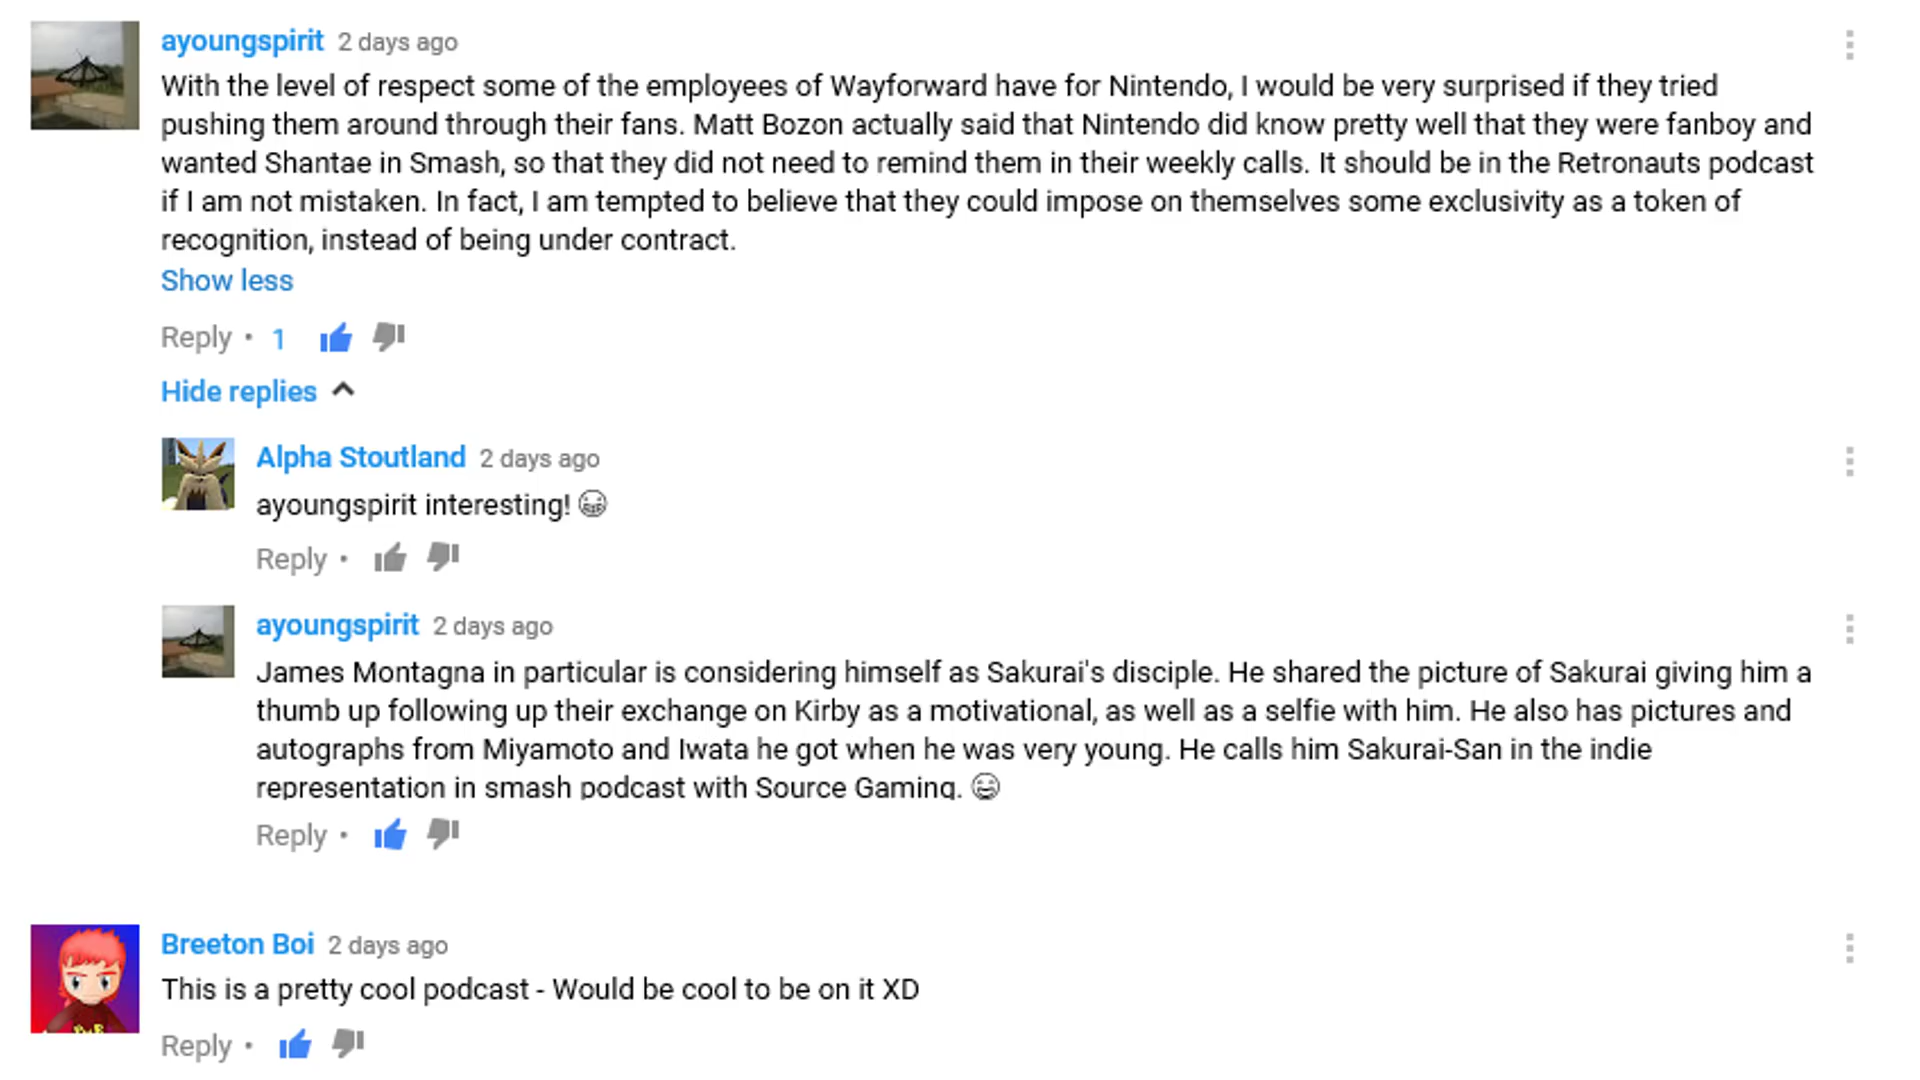 ayoungspirit 2 days ago
With the level of respect some of the employees of Wayforward have for Nintendo, I would be very surprised if they tried
pushing them around through their fans. Matt Bozon actually said that Nintendo did know pretty well that they were fanboy and
wanted Shantae in Smash, so that they did not need to remind them in their weekly calls. It should be in the Retronauts podcast
if I am not mistaken. In fact, I am tempted to believe that they could impose on themselves some exclusivity as a token of
recognition, instead of being under contract.
Show less
Reply • 1
Hide replies
Alpha Stoutland 2 days ago
ayoungspirit interesting! 😂
Reply •
ayoungspirit 2 days ago
James Montagna in particular is considering himself as Sakurai's disciple. He shared the picture of Sakurai giving him a
thumb up following up their exchange on Kirby as a motivational, as well as a selfie with him. He also has pictures and
autographs from Miyamoto and Iwata he got when he was very young. He calls him Sakurai-San in the indie
representation in smash podcast with Source Gaming. 😄
Reply •
Breeton Boi 2 days ago
This is a pretty cool podcast - Would be cool to be on it XD
Reply •